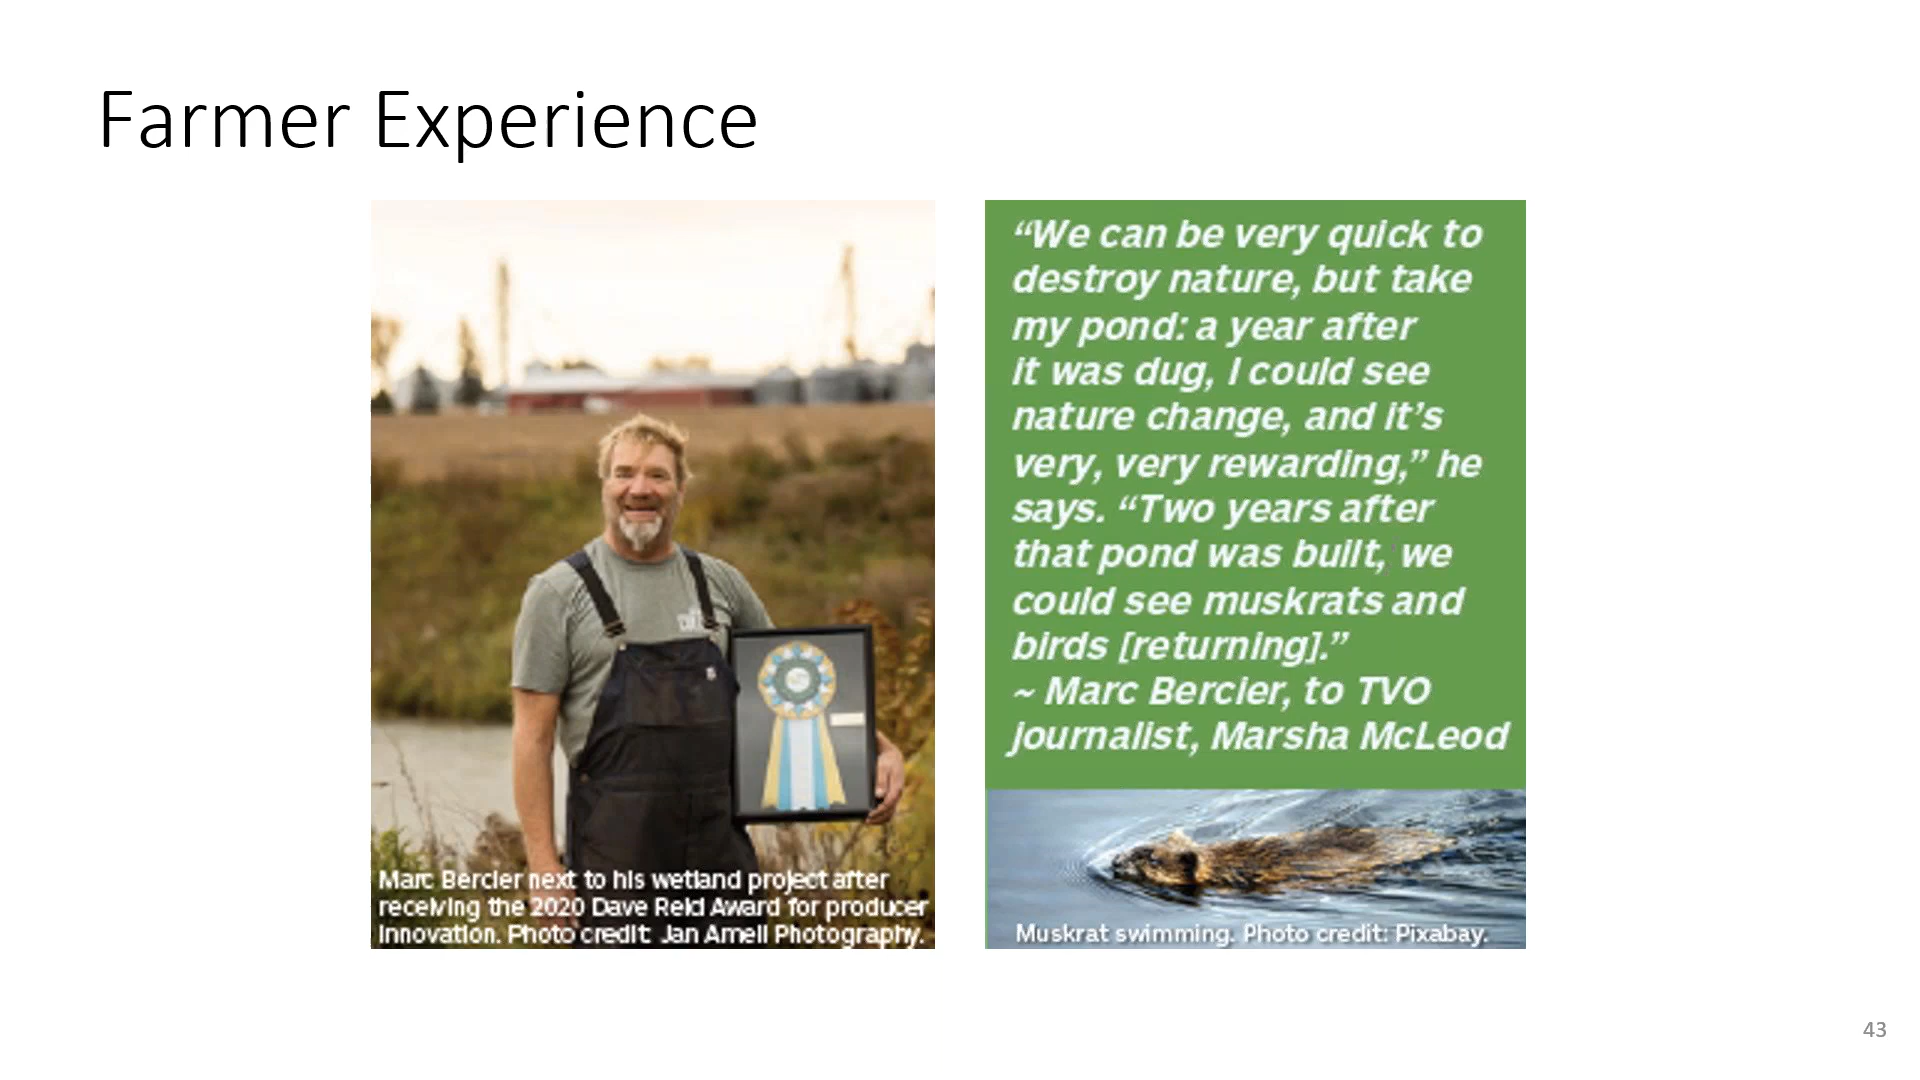 Farmer Experience
Marc Bercier next to his wetland project after
receiving the 2020 Dave Reid Award for producer
innovation. Photo credit: Jan Arnell Photography.
“We can be very quick to
destroy nature, but take
my pond: a year after
it was dug, I could see
nature change, and it’s
very, very rewarding,” he
says. “Two years after
that pond was built, we
could see muskrats and
birds [returning].”
~ Marc Bercier, to TVO
journalist, Marsha McLeod
Muskrat swimming. Photo credit: Pixabay.
43